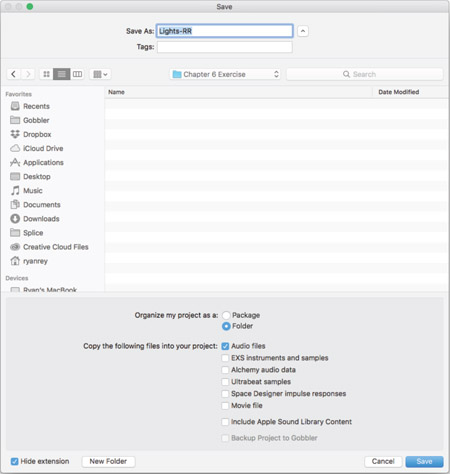 Save
Save As: Lights-RR
Tags:
Chapter 6 Exercise
Search
Favorites
Recents
Gobbler
Dropbox
iCloud Drive
Applications
Desktop
Music
Documents
Downloads
Splice
Creative Cloud Files
ryanrey
Devices
Ryan's MacBook
Name Date Modified
Organize my project as a: Package
Folder
Copy the following files into your project: Audio files
EXS instruments and samples
Alchemy audio data
Ultrabeat samples
Space Designer impulse responses
Movie file
Include Apple Sound Library Content
Backup Project to Gobbler
Hide extension New Folder Cancel Save